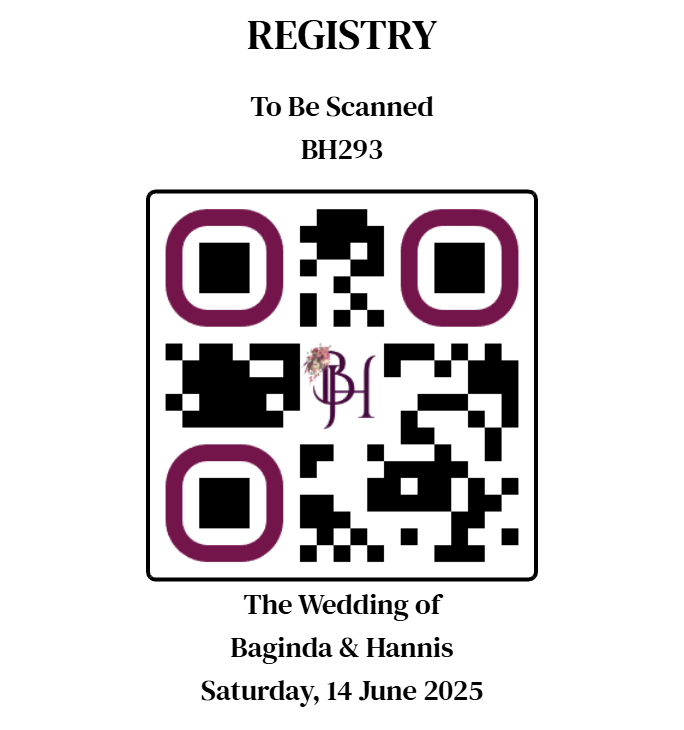 REGISTRY
To Be Scanned
BH293
BH
The Wedding of
Baginda & Hannis
Saturday, 14 June 2025